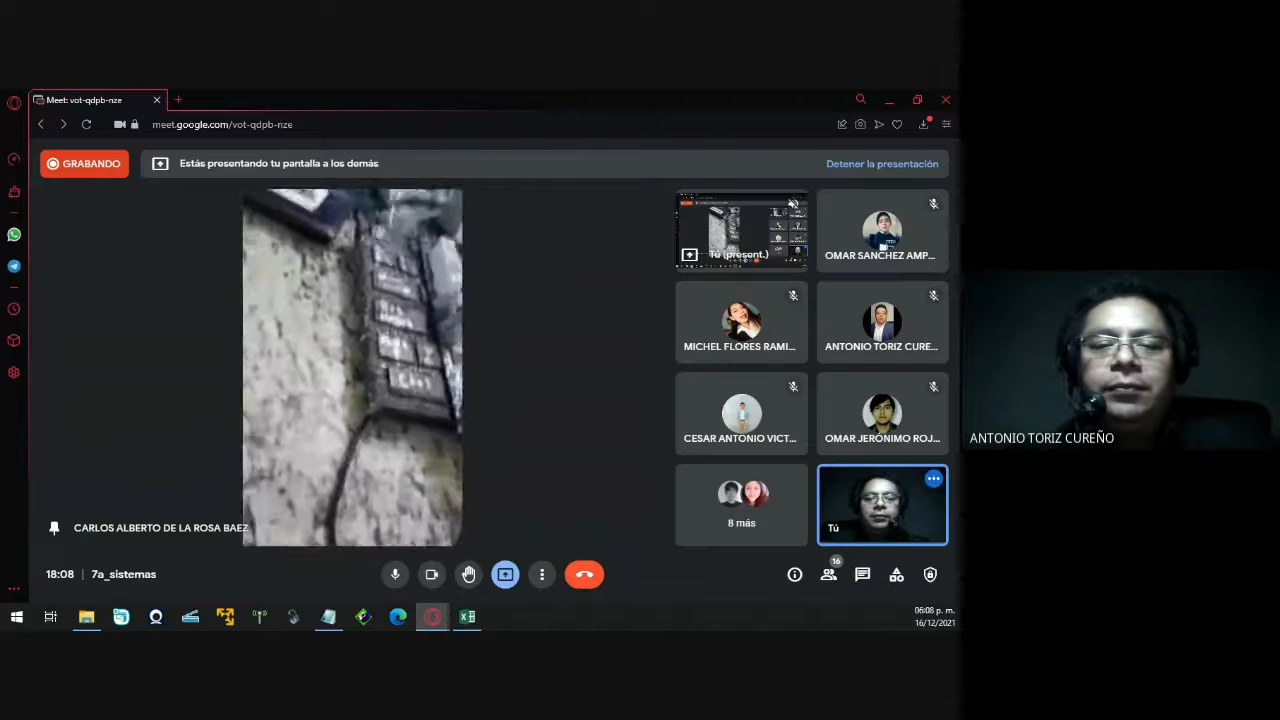 Meet: vot-qdpb-nze
meet.google.com/vot-qdpb-nze
GRABANDO
Estás presentando tu pantalla a los demás
Detener la presentación
Tú (present.)
OMAR SANCHEZ AMP...
MICHEL FLORES RAMI...
ANTONIO TORIZ CURE...
CESAR ANTONIO VICT...
OMAR JERÓNIMO ROJ...
8 más
Tú
CARLOS ALBERTO DE LA ROSA BAEZ
ANTONIO TORIZ CUREÑO
18:08
7a_sistemas
16
06:08 p. m.
16/12/2021